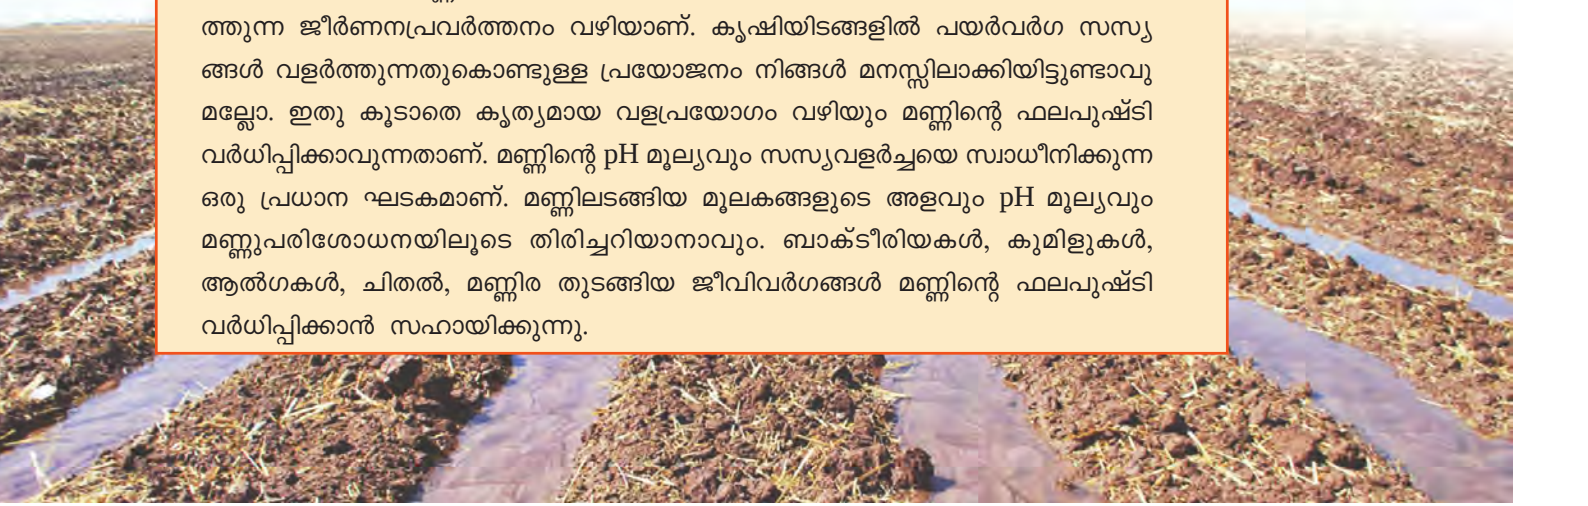 ത്തുന്ന ജീർണനപ്രവർത്തനം വഴിയാണ്. കൃഷിയിടങ്ങളിൽ പയർവർഗ സസ്യ
ങ്ങൾ വളർത്തുന്നതുകൊണ്ടുള്ള പ്രയോജനം നിങ്ങൾ മനസ്സിലാക്കിയിട്ടുണ്ടാവു
മല്ലോ. ഇതു കൂടാതെ കൃത്യമായ വളപ്രയോഗം വഴിയും മണ്ണിന്റെ ഫലപുഷ്ടി
വർധിപ്പിക്കാവുന്നതാണ്. മണ്ണിന്റെ pH മൂല്യവും സസ്യവളർച്ചയെ സ്വാധീനിക്കുന്ന
ഒരു പ്രധാന ഘടകമാണ്. മണ്ണിലടങ്ങിയ മൂലകങ്ങളുടെ അളവും pH മൂല്യവും
മണ്ണുപരിശോധനയിലൂടെ തിരിച്ചറിയാനാവും. ബാക്ടീരിയകൾ, കുമിളുകൾ,
ആൽഗകൾ, ചിതൽ, മണ്ണിര തുടങ്ങിയ ജീവിവർഗങ്ങൾ മണ്ണിന്റെ ഫലപുഷ്ടി
വർധിപ്പിക്കാൻ സഹായിക്കുന്നു.